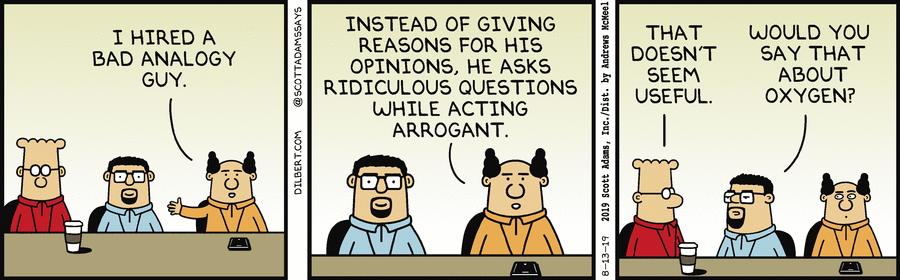 I HIRED A
BAD ANALOGY
GUY.
DILBERT.COM
@SCOTTADAMSSAYS
INSTEAD OF GIVING
REASONS FOR HIS
OPINIONS, HE ASKS
RIDICULOUS QUESTIONS
WHILE ACTING
ARROGANT.
8-13-19 2019 Scott Adams, Inc./Dist. by Andrews McMeel
THAT
DOESN'T
SEEM
USEFUL.
WOULD YOU
SAY THAT
ABOUT
OXYGEN?